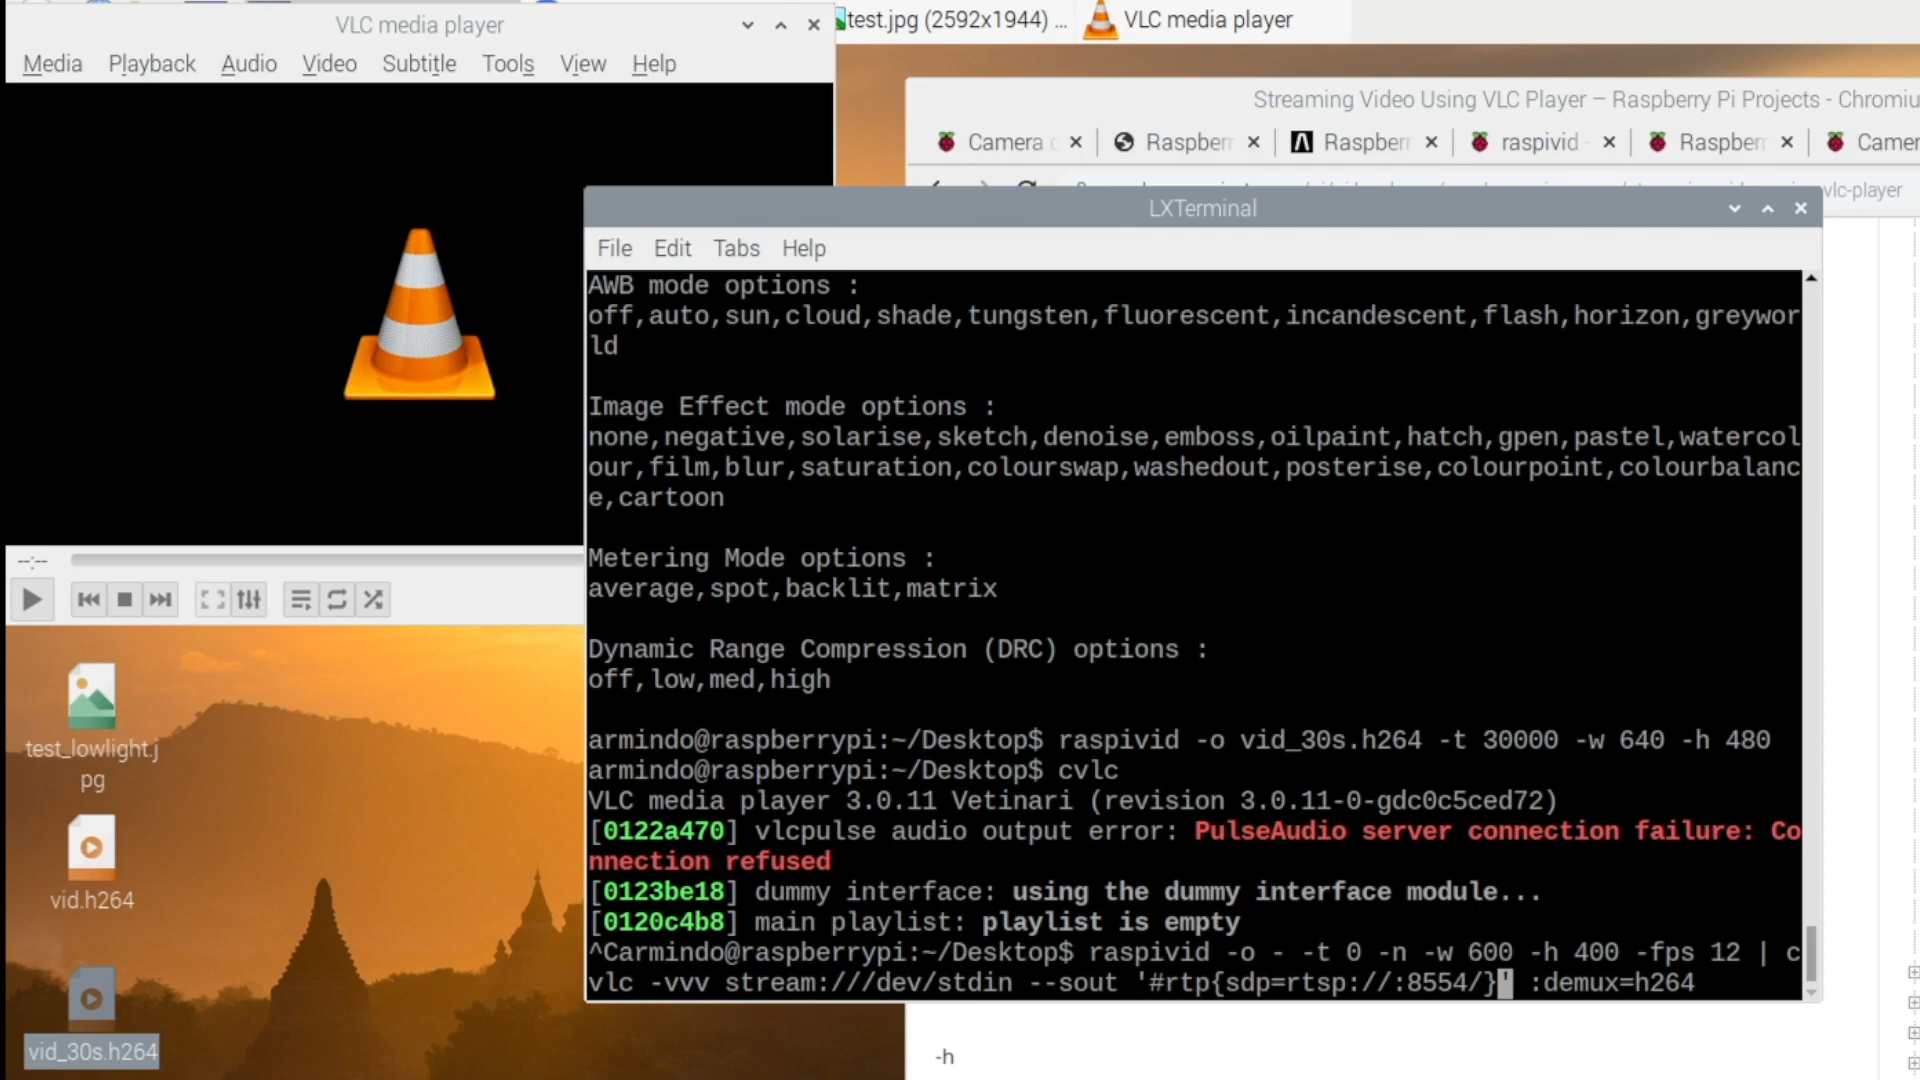 VLC media player
Media Playback Audio Video Subtitle Tools View Help
test.jpg (2592x1944) ...
VLC media player
Streaming Video Using VLC Player – Raspberry Pi Projects - Chromiu
Camera
Raspberr
Raspberr
raspivid -
Raspberr
Camer
vlc-player
LXTerminal
File Edit Tabs Help
AWB mode options :
off,auto,sun,cloud,shade,tungsten,fluorescent,incandescent,flash,horizon,greywor
ld
Image Effect mode options :
none,negative,solarise,sketch,denoise,emboss,oilpaint,hatch,gpen,pastel,watercol
our,film,blur,saturation,colourswap,washedout,posterise,colourpoint,colourbalanc
e,cartoon
Metering Mode options :
average,spot,backlit,matrix
Dynamic Range Compression (DRC) options :
off,low,med,high
armindo@raspberrypi:~/Desktop$ raspivid -o vid_30s.h264 -t 30000 -w 640 -h 480
armindo@raspberrypi:~/Desktop$ cvlc
VLC media player 3.0.11 Vetinari (revision 3.0.11-0-gdc0c5ced72)
[0122a470] vlcpulse audio output error: PulseAudio server connection failure: Co
nnection refused
[0123be18] dummy interface: using the dummy interface module...
[0120c4b8] main playlist: playlist is empty
^Carmindo@raspberrypi:~/Desktop$ raspivid -o - -t 0 -n -w 600 -h 400 -fps 12 | c
vlc -vvv stream:///dev/stdin --sout '#rtp{sdp=rtsp://:8554/}' :demux=h264
--:--
test_lowlight.j
pg
vid.h264
vid_30s.h264
-h